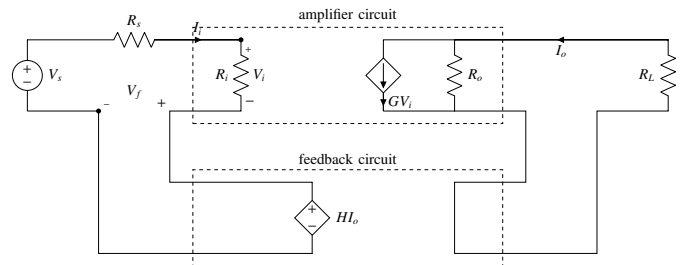 amplifier circuit
R_s
I_i
I_o
+
V_s
R_i
V_i
R_o
R_L
+
−
-
V_f
+
−
GV_i
feedback circuit
+
−
HI_o